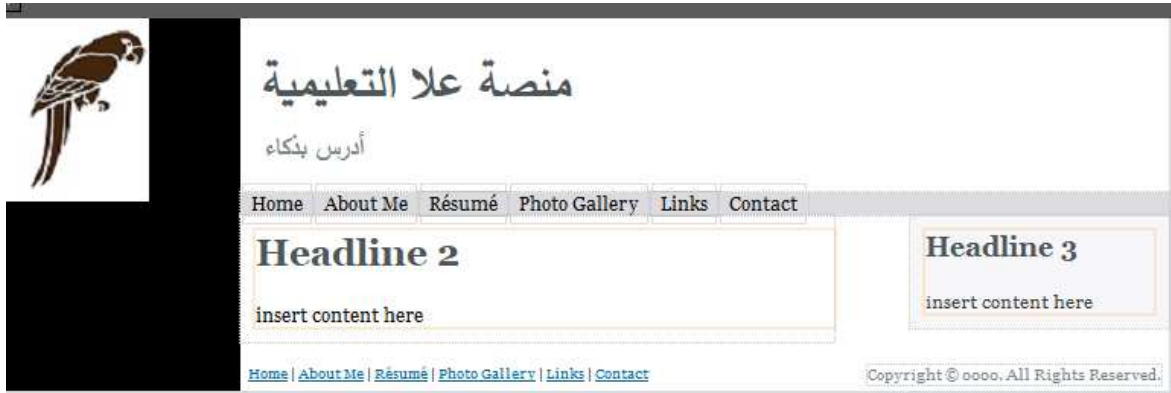 منصة علا التعليمية
أدرس بذكاء
Home About Me Résumé Photo Gallery Links Contact
Headline 2
insert content here
Headline 3
insert content here
Home | About Me | Résumé | Photo Gallery | Links | Contact
Copyright © 0000. All Rights Reserved.